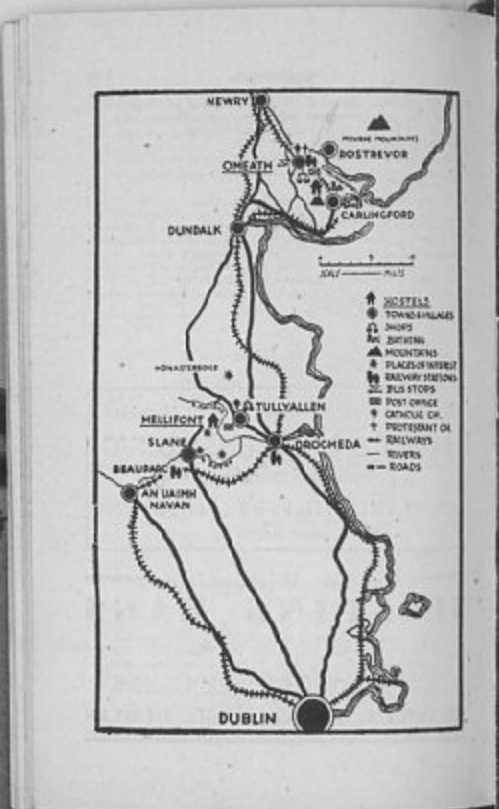 NEWRY
MOURNE MOUNTAINS
ROSTREVOR
OMEATH
CARLINGFORD
DUNDALK
SCALE MILES
HOSTELS
TOWNS & VILLAGES
SHOPS
BATHING
MOUNTAINS
PLACES OF INTEREST
RAILWAY STATIONS
BUS STOPS
POST OFFICE
CATHOLIC CH.
PROTESTANT CH.
RAILWAYS
RIVERS
ROADS
MONASTERBOICE
TULLYALLEN
MELLIFONT
DROGHEDA
SLANE
BEAUPARC
AN UAIMH
NAVAN
DUBLIN